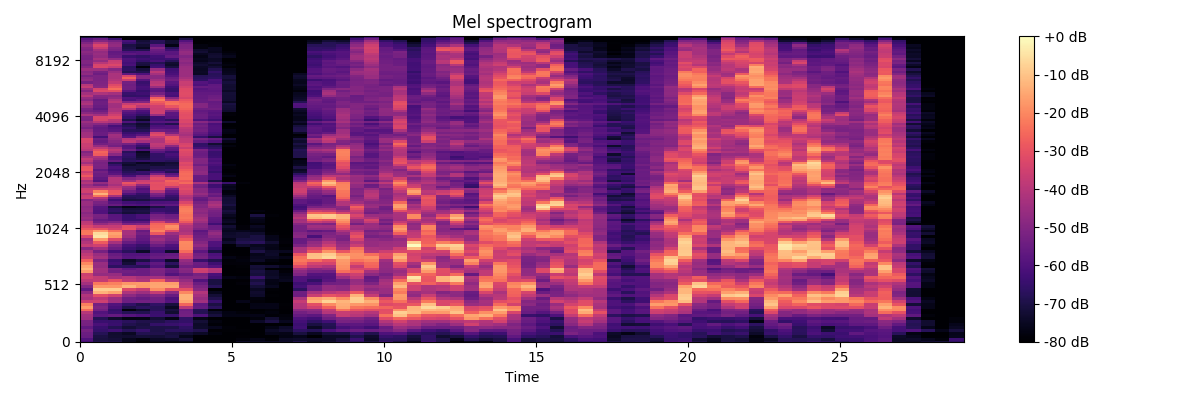 Mel spectrogram
Hz
8192
4096
2048
1024
512
0
0 5 10 15 20 25
Time
+0 dB
-10 dB
-20 dB
-30 dB
-40 dB
-50 dB
-60 dB
-70 dB
-80 dB